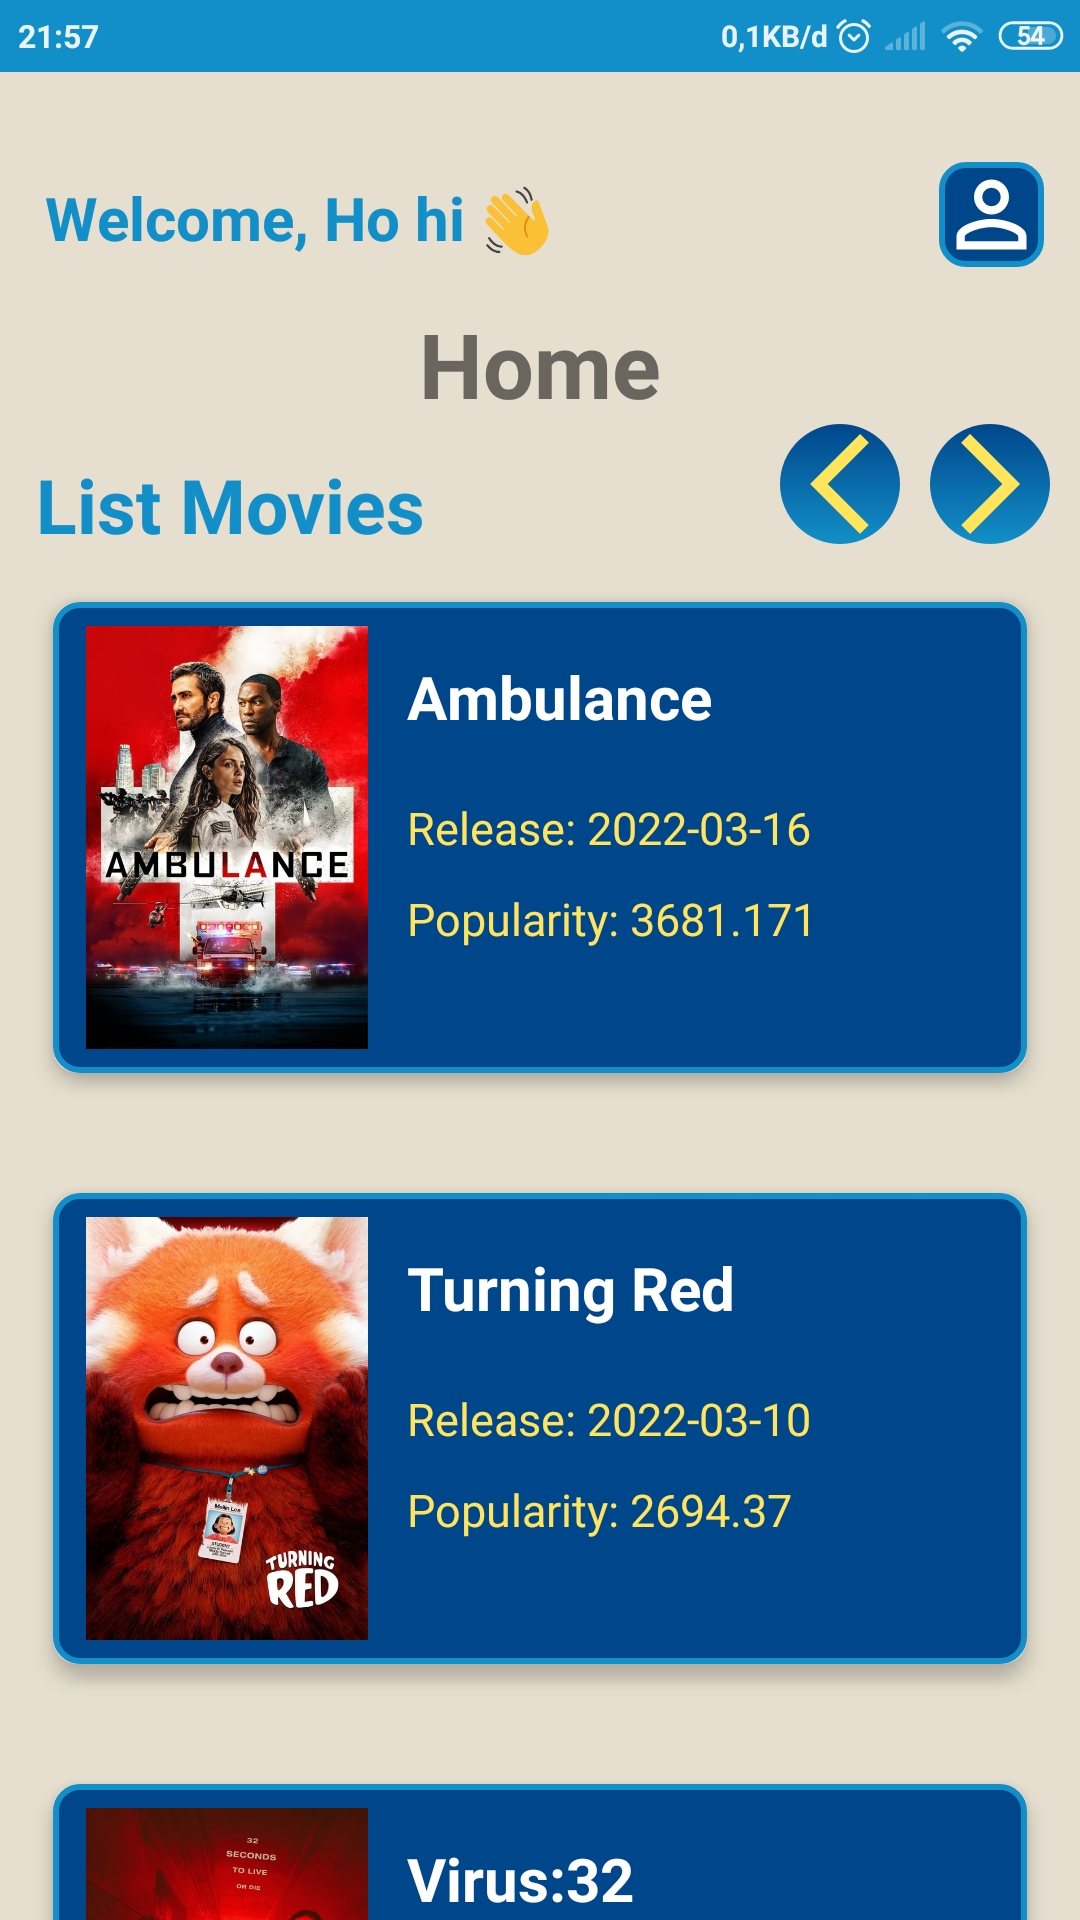 21:57
0,1KB/d
54
Welcome, Ho hi 👋
Home
List Movies
AMBULANCE
Ambulance
Release: 2022-03-16
Popularity: 3681.171
TURNING
RED
Turning Red
Release: 2022-03-10
Popularity: 2694.37
32
SECONDS
TO LIVE
OR DIE
Virus:32